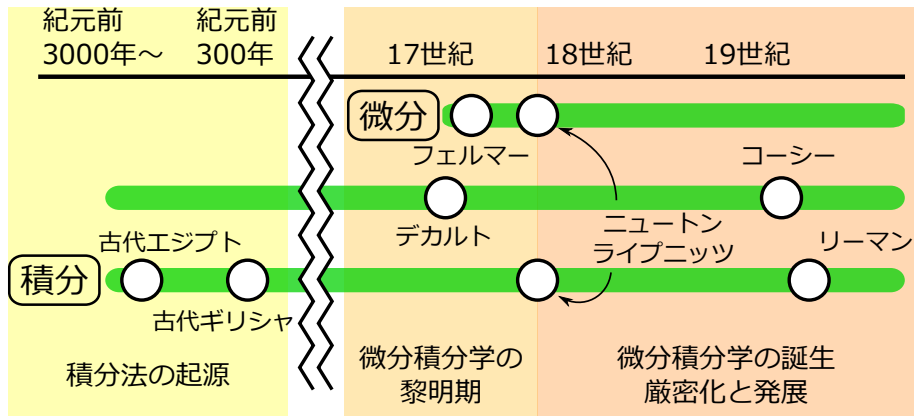 紀元前
3000年～
紀元前
300年
17世紀
18世紀
19世紀
微分
フェルマー
コーシー
デカルト
ニュートン
ライプニッツ
リーマン
古代エジプト
積分
古代ギリシャ
積分法の起源
微分積分学の
黎明期
微分積分学の誕生
厳密化と発展